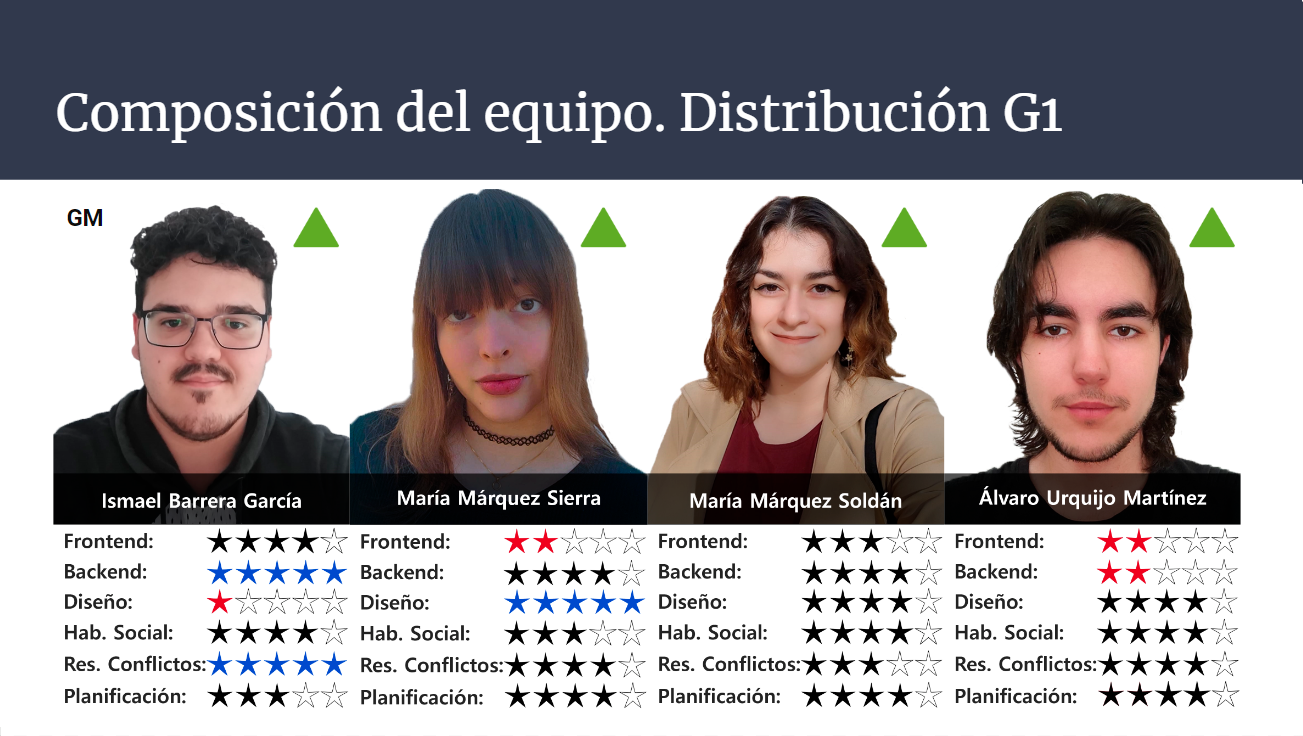 Composición del equipo. Distribución G1
GM
Ismael Barrera García
María Márquez Sierra
María Márquez Soldán
Álvaro Urquijo Martínez
Frontend: ★★★★☆ Frontend: ★★☆☆☆ Frontend: ★★★☆☆ Frontend: ★★☆☆☆
Backend: ★★★★★ Backend: ★★★★☆ Backend: ★★★★☆ Backend: ★★☆☆☆
Diseño: ★☆☆☆☆ Diseño: ★★★★★ Diseño: ★★★★☆ Diseño: ★★★★☆
Hab. Social: ★★★★☆ Hab. Social: ★★★☆☆ Hab. Social: ★★★★☆ Hab. Social: ★★★★☆
Res. Conflictos: ★★★★★ Res. Conflictos: ★★★★☆ Res. Conflictos: ★★★☆☆ Res. Conflictos: ★★★★☆
Planificación: ★★★☆☆ Planificación: ★★★★☆ Planificación: ★★★★☆ Planificación: ★★★★☆